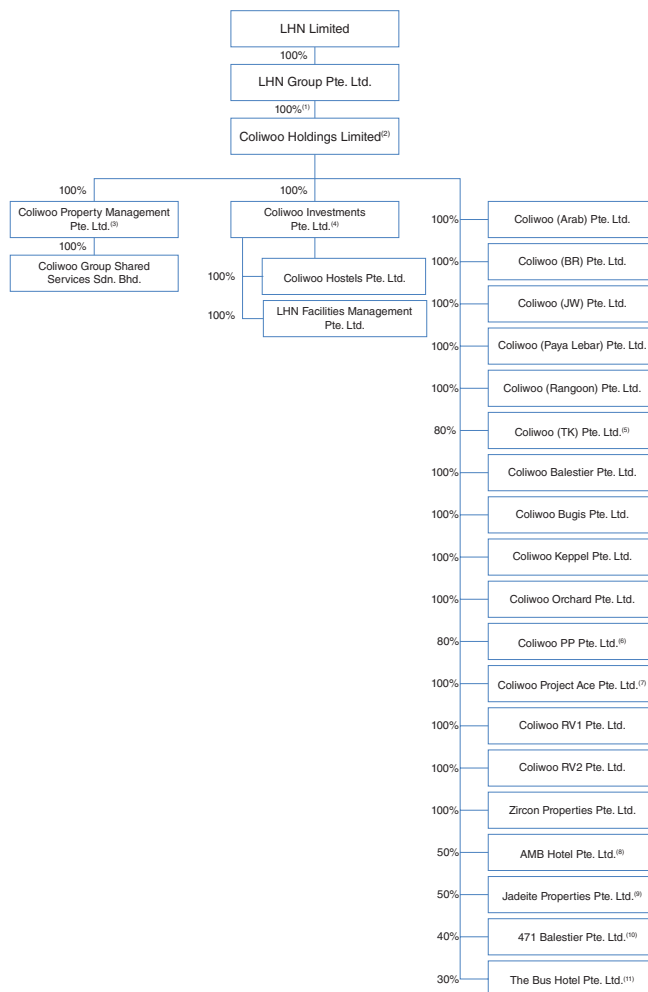 LHN Limited
100%
LHN Group Pte. Ltd.
100%(1)
Coliwoo Holdings Limited(2)
100%
100%
Coliwoo Property Management
Pte. Ltd.(3)
100%
Coliwoo Group Shared
Services Sdn. Bhd.
Coliwoo Investments
Pte. Ltd.(4)
100%
Coliwoo Hostels Pte. Ltd.
100%
LHN Facilities Management
Pte. Ltd.
100%
Coliwoo (Arab) Pte. Ltd.
100%
Coliwoo (BR) Pte. Ltd.
100%
Coliwoo (JW) Pte. Ltd.
100%
Coliwoo (Paya Lebar) Pte. Ltd.
100%
Coliwoo (Rangoon) Pte. Ltd.
80%
Coliwoo (TK) Pte. Ltd.(5)
100%
Coliwoo Balestier Pte. Ltd.
100%
Coliwoo Bugis Pte. Ltd.
100%
Coliwoo Keppel Pte. Ltd.
100%
Coliwoo Orchard Pte. Ltd.
80%
Coliwoo PP Pte. Ltd.(6)
100%
Coliwoo Project Ace Pte. Ltd.(7)
100%
Coliwoo RV1 Pte. Ltd.
100%
Coliwoo RV2 Pte. Ltd.
100%
Zircon Properties Pte. Ltd.
50%
AMB Hotel Pte. Ltd.(8)
50%
Jadeite Properties Pte. Ltd.(9)
40%
471 Balestier Pte. Ltd.(10)
30%
The Bus Hotel Pte. Ltd.(11)